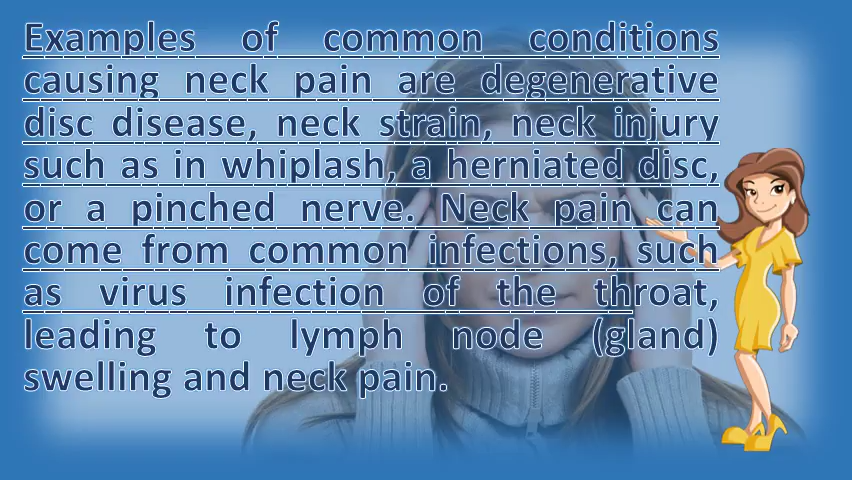 Examples of common conditions
causing neck pain are degenerative
disc disease, neck strain, neck injury
such as in whiplash, a herniated disc,
or a pinched nerve. Neck pain can
come from common infections, such
as virus infection of the throat,
leading to lymph node (gland)
swelling and neck pain.